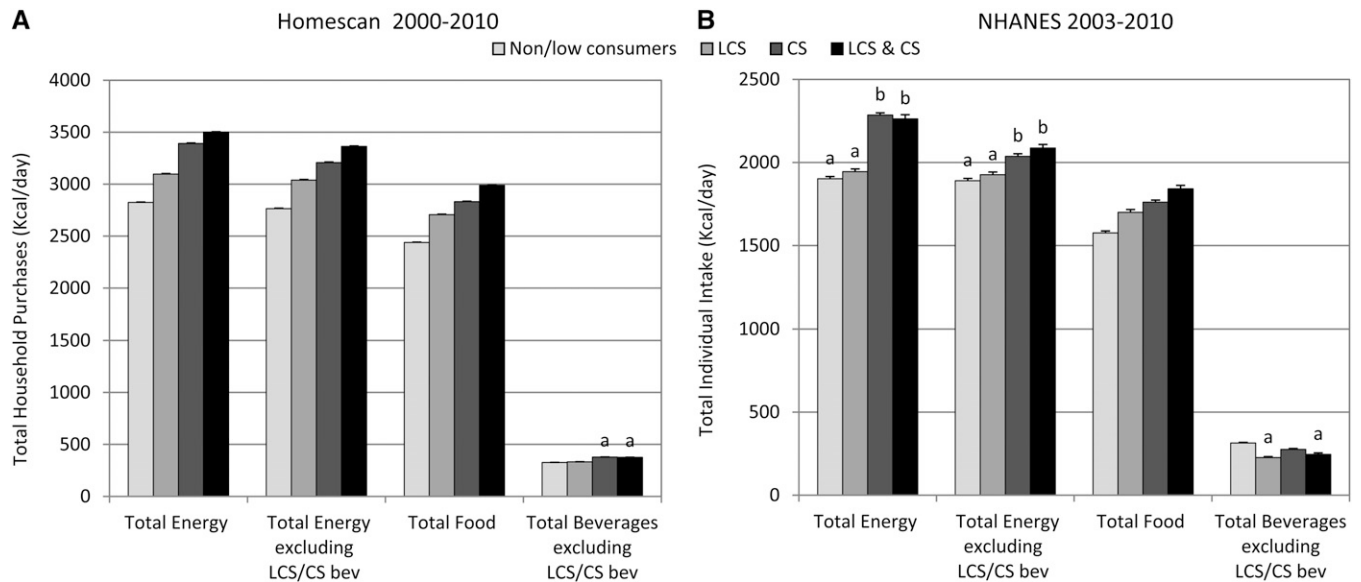 A
Homescan 2000-2010
B
NHANES 2003-2010
Non/low consumers LCS CS LCS & CS
Total Household Purchases (Kcal/day)
4000
3500
3000
2500
2000
1500
1000
500
0
a a
Total Energy
Total Energy
excluding
LCS/CS bev
Total Food
Total Beverages
excluding
LCS/CS bev
Total Individual Intake (Kcal/day)
2500
2000
1500
1000
500
0
a a b b
a a b b
a a
Total Energy
Total Energy
excluding
LCS/CS bev
Total Food
Total Beverages
excluding
LCS/CS bev